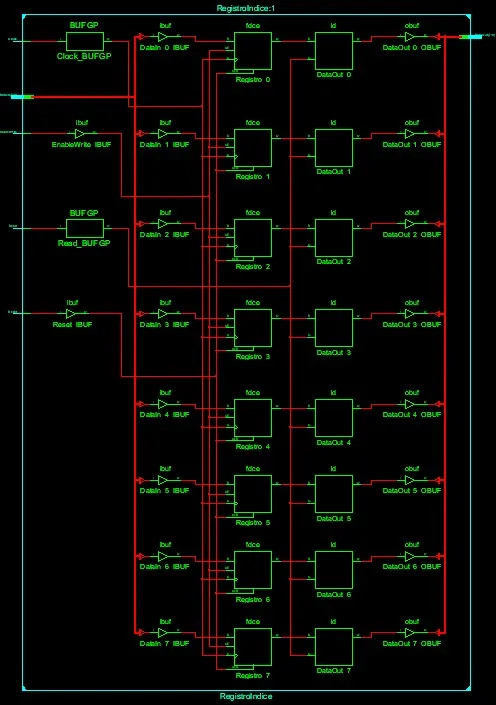 RegistroIndice:1
BUFGP
ibuf
fdce
ld
obuf
Clock_BUFGP
DataIn 0 IBUF
Registro 0
DataOut 0
DataOut 0 OBUF
ibuf
ibuf
fdce
ld
obuf
EnableWrite IBUF
DataIn 1 IBUF
Registro 1
DataOut 1
DataOut 1 OBUF
BUFGP
ibuf
fdce
ld
obuf
Read_BUFGP
DataIn 2 IBUF
Registro 2
DataOut 2
DataOut 2 OBUF
ibuf
ibuf
fdce
ld
obuf
Reset IBUF
DataIn 3 IBUF
Registro 3
DataOut 3
DataOut 3 OBUF
ibuf
fdce
ld
obuf
DataIn 4 IBUF
Registro 4
DataOut 4
DataOut 4 OBUF
ibuf
fdce
ld
obuf
DataIn 5 IBUF
Registro 5
DataOut 5
DataOut 5 OBUF
ibuf
fdce
ld
obuf
DataIn 6 IBUF
Registro 6
DataOut 6
DataOut 6 OBUF
ibuf
fdce
ld
obuf
DataIn 7 IBUF
Registro 7
DataOut 7
DataOut 7 OBUF
RegistroIndice